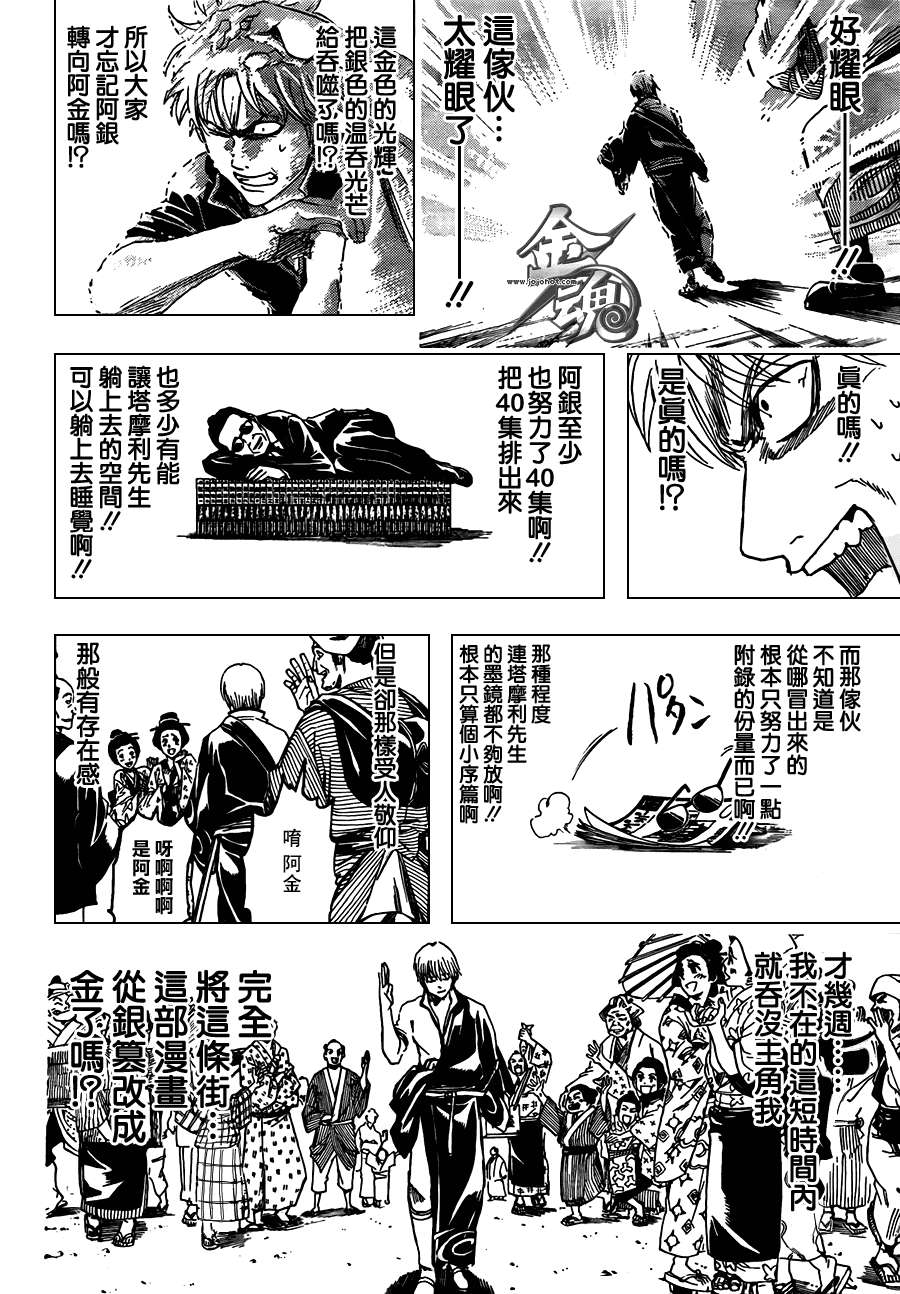 好耀眼——!!
這傢伙…
太耀眼了——!!
金魂
www.jojohot.com
這金色的光輝
把銀色的温吞光芒
給吞噬了嗎!?
所以大家
才忘記阿銀
轉向阿金嗎!?
真的嗎!!
是真的嗎!?
阿銀至少
也努力了40集啊!!
把40集排出來
也多少有能
讓塔摩利先生
躺上去的空間!!
可以躺上去睡覺啊!!
而那傢伙
不知道是
從哪冒出來的
根本只努力了一點
附錄的份量而已啊!!
パタン
那種程度
連塔摩利先生
的墨鏡都不夠放啊!!
根本只算個小序篇啊
但是卻那樣受人敬仰
唷阿金
呀啊啊啊
是阿金
那般有存在感
才幾週……
我不在的這短時間內
就吞沒主角我
完全
將這條街…
這部漫畫
從銀篡改成
金了嗎!?